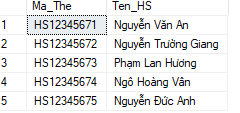 Ma_The Ten_HS
1 HS12345671 Nguyễn Văn An
2 HS12345672 Nguyễn Trường Giang
3 HS12345673 Phạm Lan Hương
4 HS12345674 Ngô Hoàng Vân
5 HS12345675 Nguyễn Đức Anh